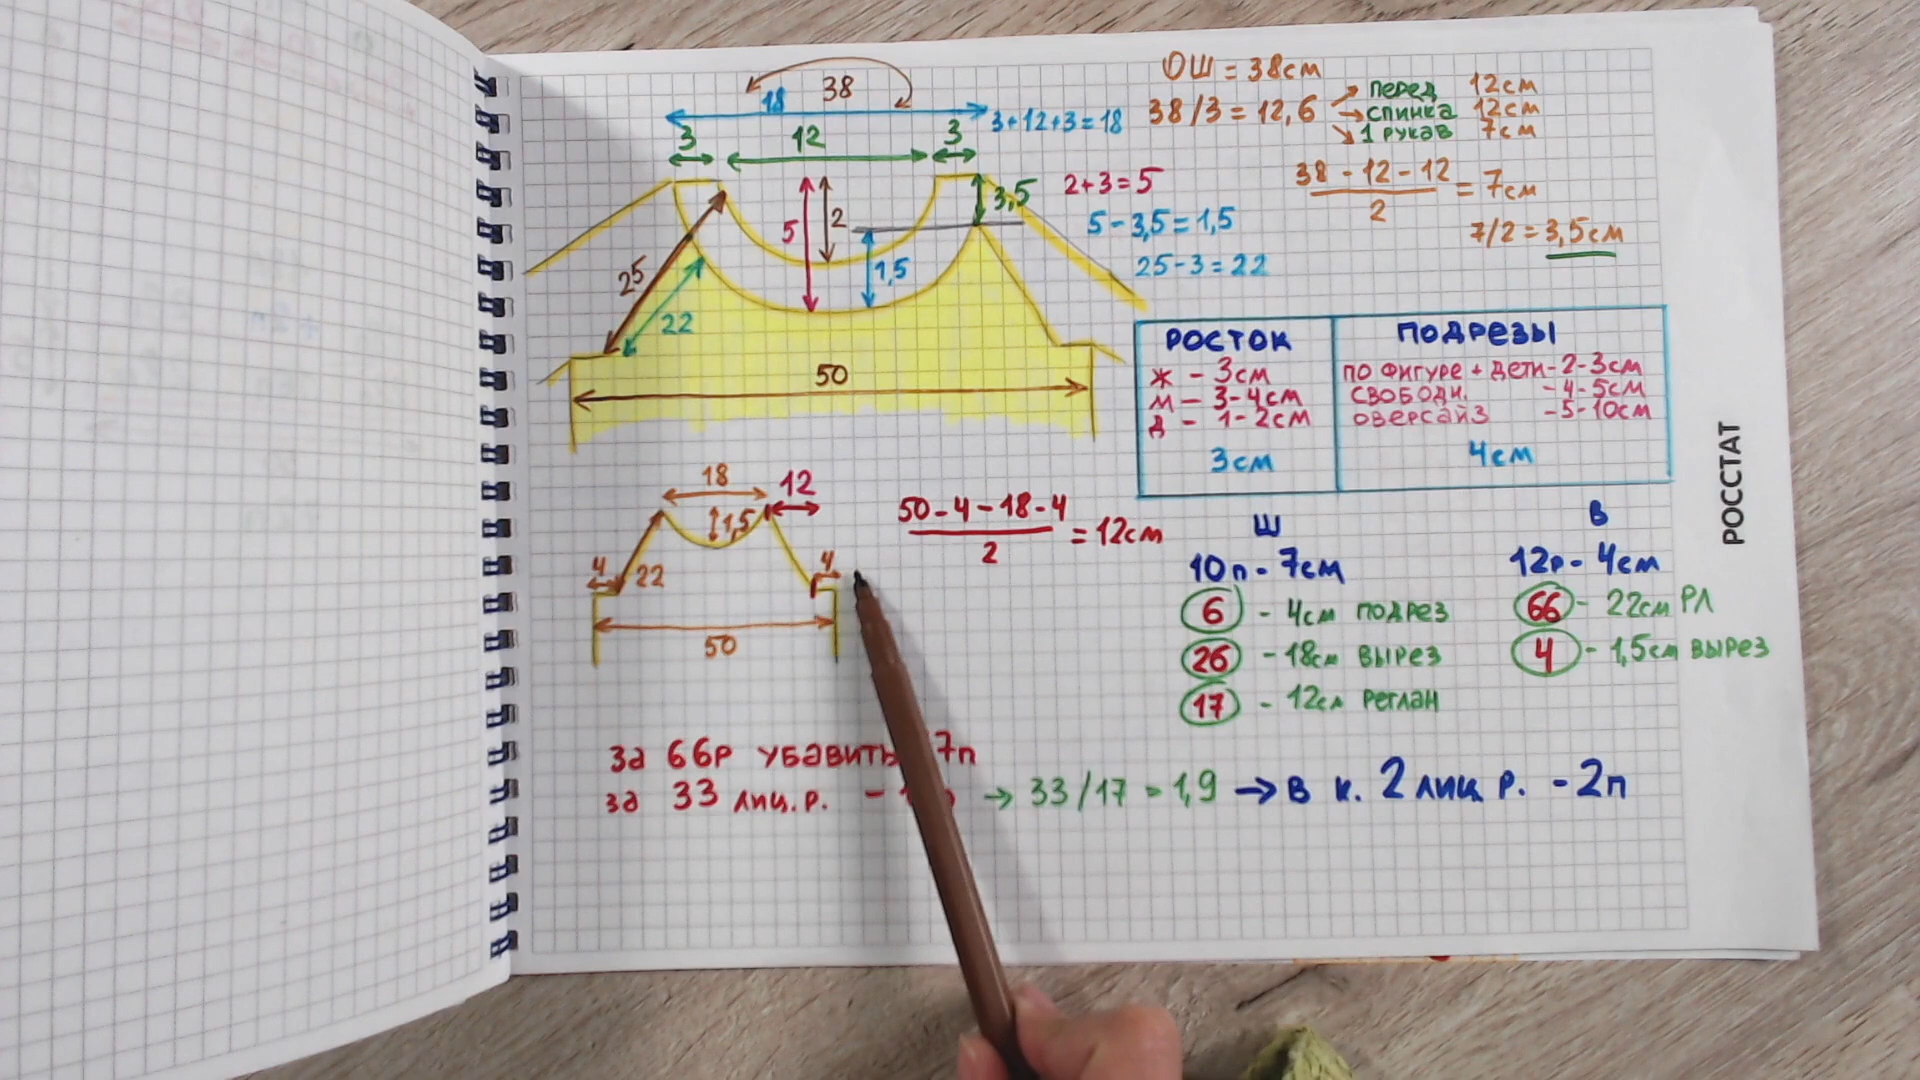 38
18
3+12+3=18
3
12
3
3,5
5
2
1,5
25
22
50
2+3=5
5-3,5=1,5
25-3=22
ОШ = 38см
38/3 = 12,6
перед 12см
спинка 12см
1 рукав 7см
38-12-12
2
= 7см
7/2 = 3,5см
РОСТОК
Ж - 3см
М - 3-4см
Д - 1-2см
3см
ПОДРЕЗЫ
ПО ФИГУРЕ + ДЕТИ - 2-3см
СВОБОДН. - 4-5см
ОВЕРСАЙЗ - 5-10см
4см
РОССТАТ
18
12
1,5
4
22
4
50
50-4-18-4
2
= 12см
Ш
10п - 7см
6 - 4см подрез
26 - 18см вырез
17 - 12см реглан
В
12р - 4см
66 - 22см РЛ
4 - 1,5см вырез
за 66р убавить 7п
за 33 лиц.р. - → 33/17 = 1,9 → в к. 2 лиц р. - 2п